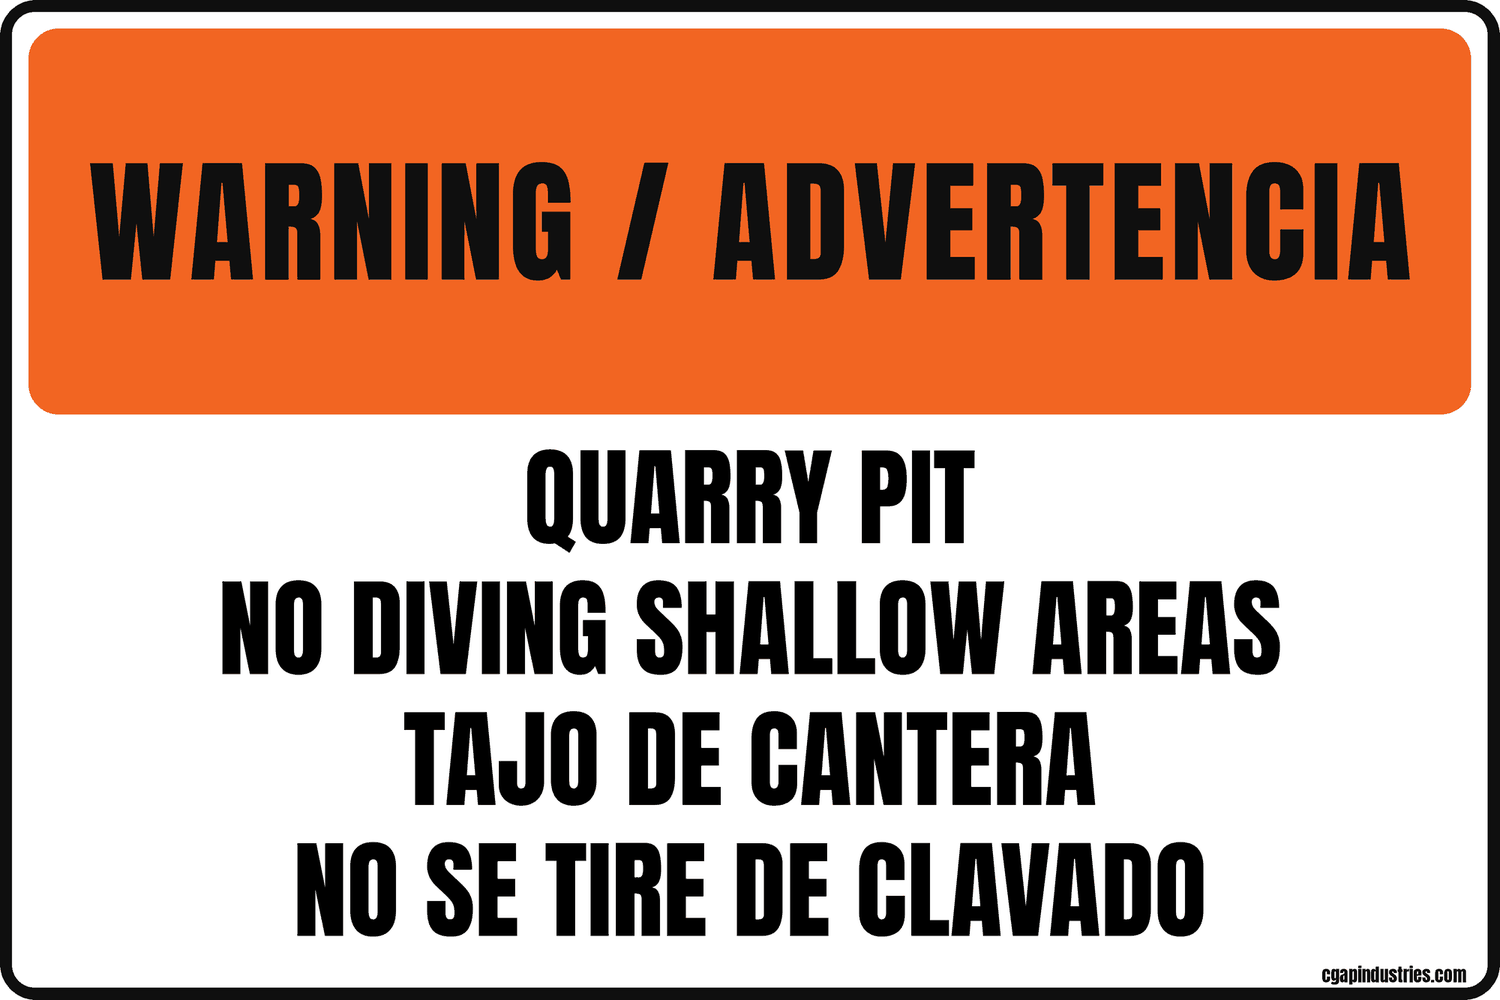 WARNING / ADVERTENCIA
QUARRY PIT
NO DIVING SHALLOW AREAS
TAJO DE CANTERA
NO SE TIRE DE CLAVADO
cgapindustries.com